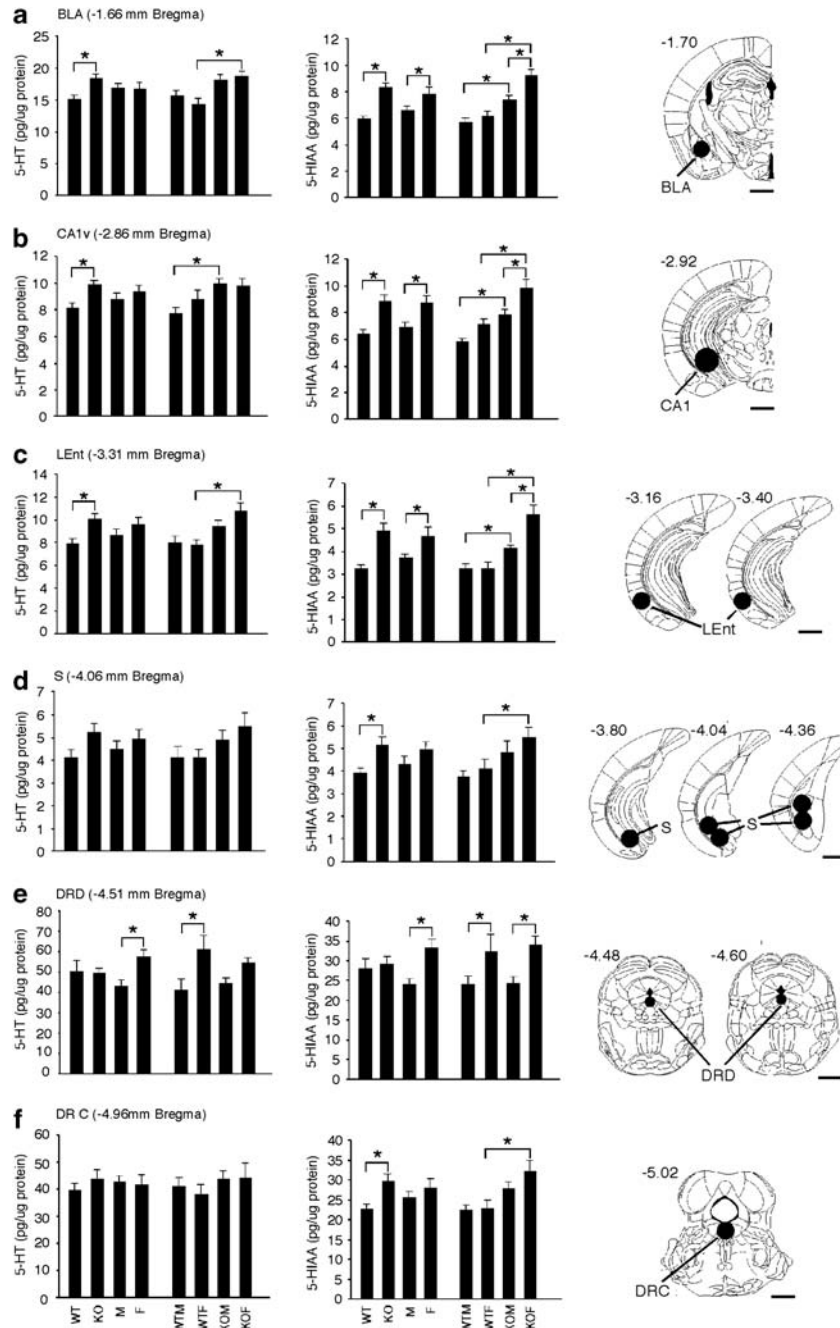 a
BLA (-1.66 mm Bregma)
5-HT (pg/ug protein)
25
20
15
10
5
0
* *
5-HIAA (pg/ug protein)
12
10
8
6
4
2
0
* * * * *
-1.70
BLA
b
CA1v (-2.86 mm Bregma)
5-HT (pg/ug protein)
12
10
8
6
4
2
0
* *
5-HIAA (pg/ug protein)
12
10
8
6
4
2
0
* * * * *
-2.92
CA1
c
LEnt (-3.31 mm Bregma)
5-HT (pg/ug protein)
14
12
10
8
6
4
2
0
* *
5-HIAA (pg/ug protein)
7
6
5
4
3
2
1
0
* * * * *
-3.16 -3.40
LEnt
d
S (-4.06 mm Bregma)
5-HT (pg/ug protein)
7
6
5
4
3
2
1
0
5-HIAA (pg/ug protein)
7
6
5
4
3
2
1
0
* *
-3.80 -4.04 -4.36
S S
e
DRD (-4.51 mm Bregma)
5-HT (pg/ug protein)
80
70
60
50
40
30
20
10
0
* *
5-HIAA (pg/ug protein)
40
35
30
25
20
15
10
5
0
* * *
-4.48 -4.60
DRD
f
DR C (-4.96mm Bregma)
5-HT (pg/ug protein)
60
50
40
30
20
10
0
WT KO M F WTM WTF KOM KOF
5-HIAA (pg/ug protein)
40
35
30
25
20
15
10
5
0
* *
WT KO M F WTM WTF KOM KOF
-5.02
DRC